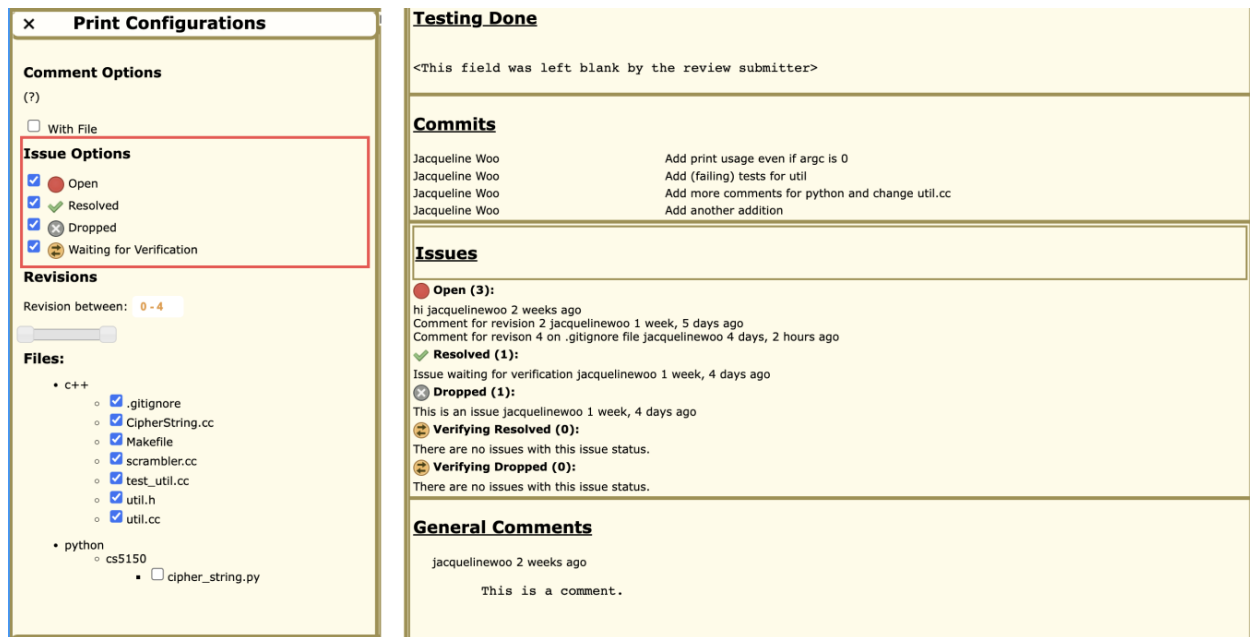 × Print Configurations
Comment Options
(?)
With File
Issue Options
Open
Resolved
Dropped
Waiting for Verification
Revisions
Revision between: 0 - 4
Files:
c++
.gitignore
CipherString.cc
Makefile
scrambler.cc
test_util.cc
util.h
util.cc
python
cs5150
cipher_string.py
Testing Done
<This field was left blank by the review submitter>
Commits
Jacqueline Woo Add print usage even if argc is 0
Jacqueline Woo Add (failing) tests for util
Jacqueline Woo Add more comments for python and change util.cc
Jacqueline Woo Add another addition
Issues
Open (3):
hi jacquelinewoo 2 weeks ago
Comment for revision 2 jacquelinewoo 1 week, 5 days ago
Comment for revison 4 on .gitignore file jacquelinewoo 4 days, 2 hours ago
Resolved (1):
Issue waiting for verification jacquelinewoo 1 week, 4 days ago
Dropped (1):
This is an issue jacquelinewoo 1 week, 4 days ago
Verifying Resolved (0):
There are no issues with this issue status.
Verifying Dropped (0):
There are no issues with this issue status.
General Comments
jacquelinewoo 2 weeks ago
This is a comment.